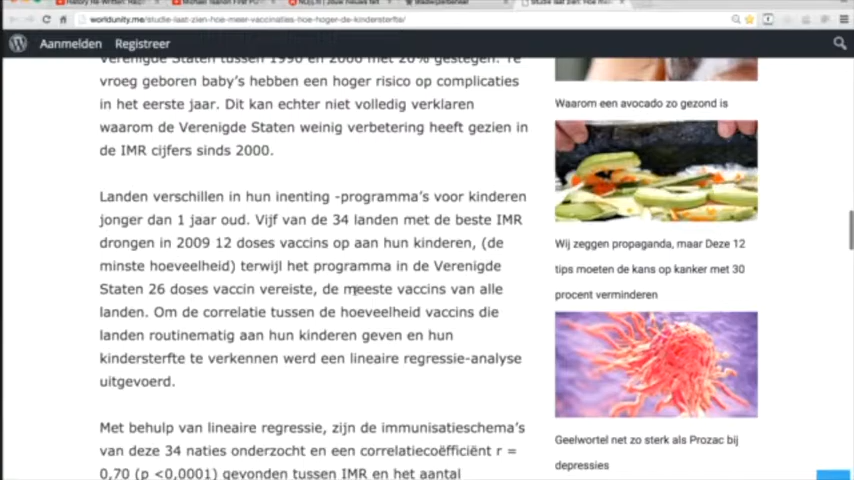 worldunity.me/studie-laat-zien-hoe-meer-vaccinaties-hoe-hoger-de-kindersterfte/
Aanmelden Registreer
Verenigde Staten tussen 1990 en 2006 met 20% gestegen. Te
vroeg geboren baby's hebben een hoger risico op complicaties
in het eerste jaar. Dit kan echter niet volledig verklaren
waarom de Verenigde Staten weinig verbetering heeft gezien in
de IMR cijfers sinds 2000.
Landen verschillen in hun inenting -programma's voor kinderen
jonger dan 1 jaar oud. Vijf van de 34 landen met de beste IMR
drongen in 2009 12 doses vaccins op aan hun kinderen, (de
minste hoeveelheid) terwijl het programma in de Verenigde
Staten 26 doses vaccin vereiste, de meeste vaccins van alle
landen. Om de correlatie tussen de hoeveelheid vaccins die
landen routinematig aan hun kinderen geven en hun
kindersterfte te verkennen werd een lineaire regressie-analyse
uitgevoerd.
Met behulp van lineaire regressie, zijn de immunisatieschema's
van deze 34 naties onderzocht en een correlatiecoëfficiënt r =
0,70 (p <0,0001) gevonden tussen IMR en het aantal
Waarom een avocado zo gezond is
Wij zeggen propaganda, maar Deze 12
tips moeten de kans op kanker met 30
procent verminderen
Geelwortel net zo sterk als Prozac bij
depressies